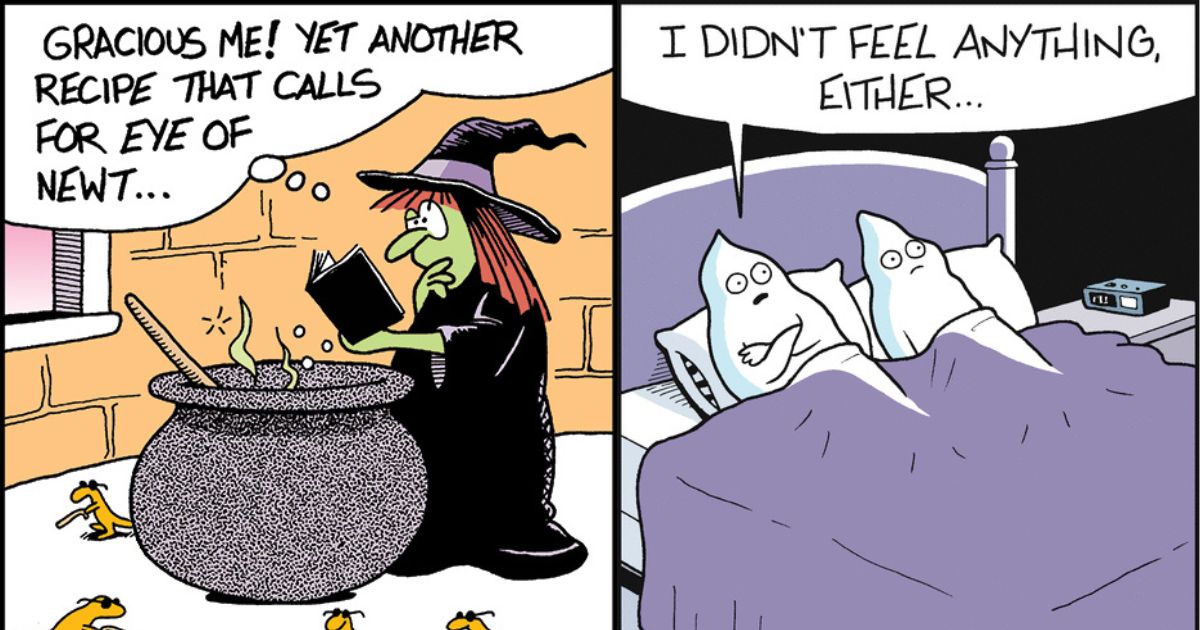 GRACIOUS ME! YET ANOTHER
RECIPE THAT CALLS
FOR EYE OF
NEWT...
I DIDN'T FEEL ANYTHING,
EITHER...